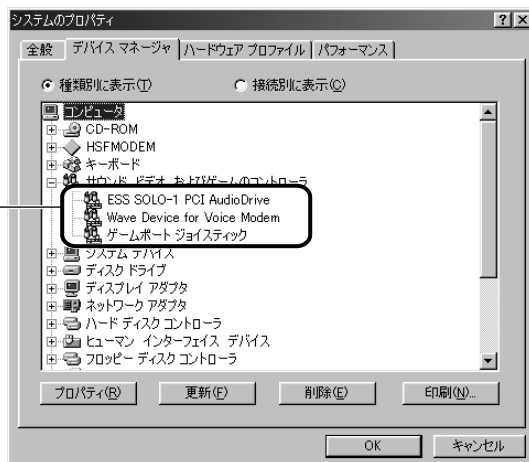 システムのプロパティ
全般 デバイス マネージャ ハードウェア プロファイル パフォーマンス
種類別に表示(T) 接続別に表示(C)
コンピュータ
CD-ROM
HSFMODEM
キーボード
サウンド、ビデオ、およびゲームのコントローラ
ESS SOLO-1 PCI AudioDrive
Wave Device for Voice Modem
ゲームポート ジョイスティック
システム デバイス
ディスク ドライブ
ディスプレイ アダプタ
ネットワーク アダプタ
ハード ディスク コントローラ
ヒューマン インターフェイス デバイス
フロッピー ディスク コントローラ
プロパティ(R) 更新(F) 削除(E) 印刷(N)...
OK キャンセル